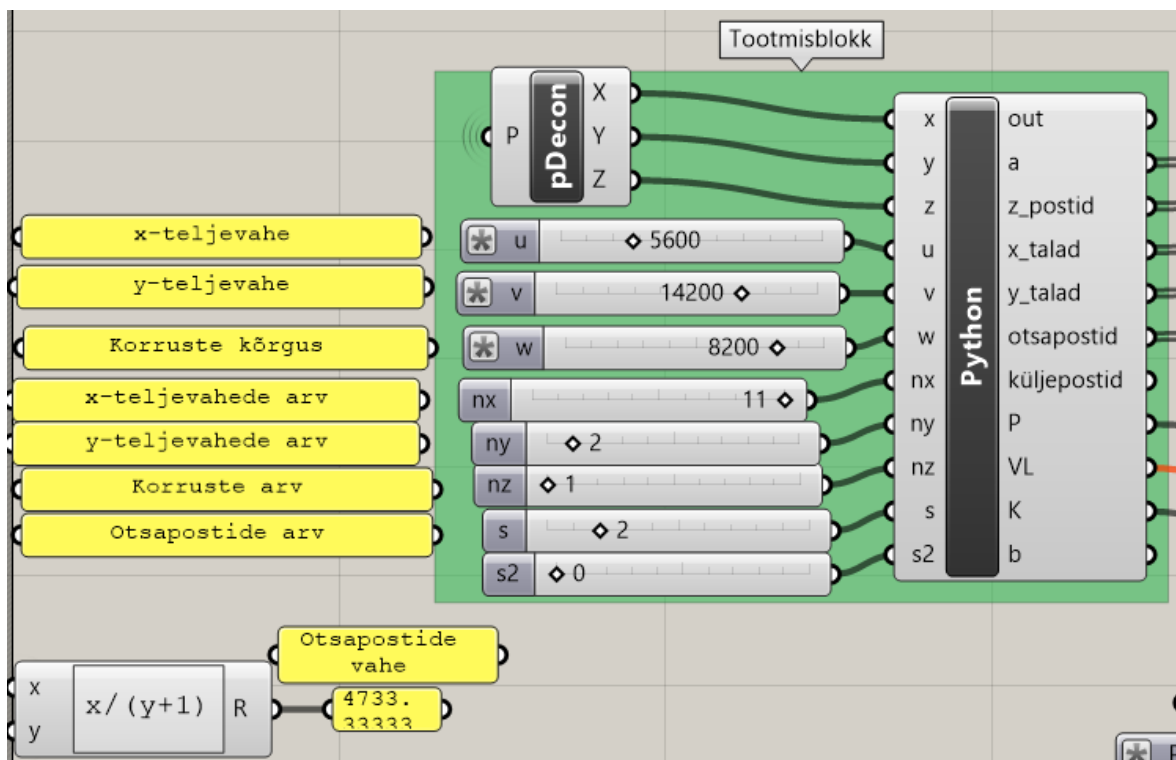 Tootmisblokk
P
pDecon
X
Y
Z
x-teljevahe
y-teljevahe
Korruste kõrgus
x-teljevahede arv
y-teljevahede arv
Korruste arv
Otsapostide arv
u 5600
v 14200
w 8200
nx 11
ny 2
nz 1
s 2
s2 0
x
y
z
u
v
w
nx
ny
nz
s
s2
Python
out
a
z_postid
x_talad
y_talad
otsapostid
küljepostid
P
VL
K
b
Otsapostide
vahe
x
y
x/(y+1)
R
4733.
33333